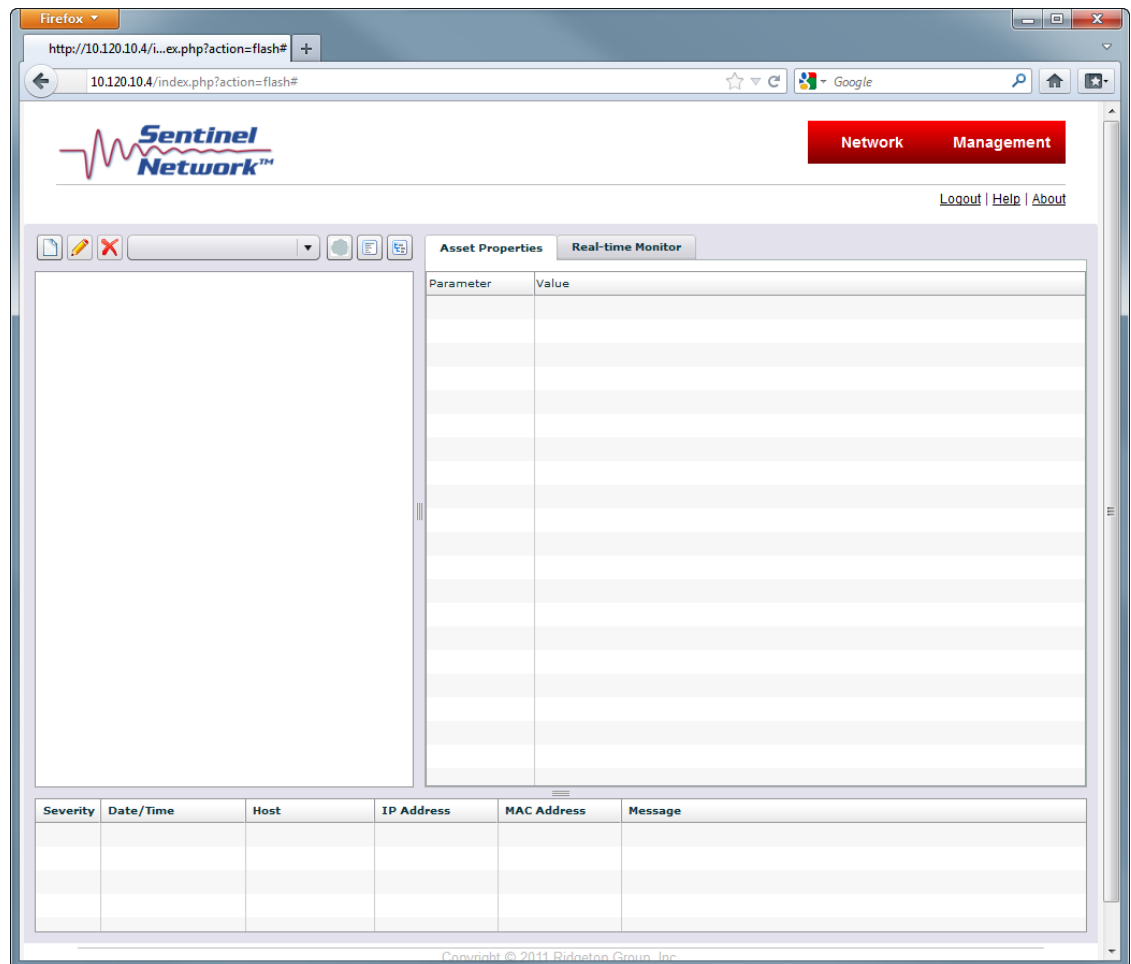 Firefox
http://10.120.10.4/i...ex.php?action=flash#
10.120.10.4/index.php?action=flash#
Google
Sentinel
Network™
Network Management
Logout | Help | About
Asset Properties Real-time Monitor
Parameter Value
Severity Date/Time Host IP Address MAC Address Message
Copyright © 2011 Ridgetop Group, Inc.